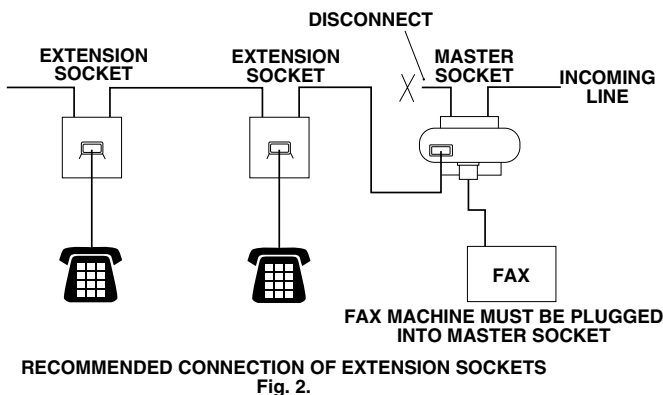 DISCONNECT
EXTENSION
SOCKET
EXTENSION
SOCKET
MASTER
SOCKET
INCOMING
LINE
FAX
FAX MACHINE MUST BE PLUGGED
INTO MASTER SOCKET
RECOMMENDED CONNECTION OF EXTENSION SOCKETS
Fig. 2.